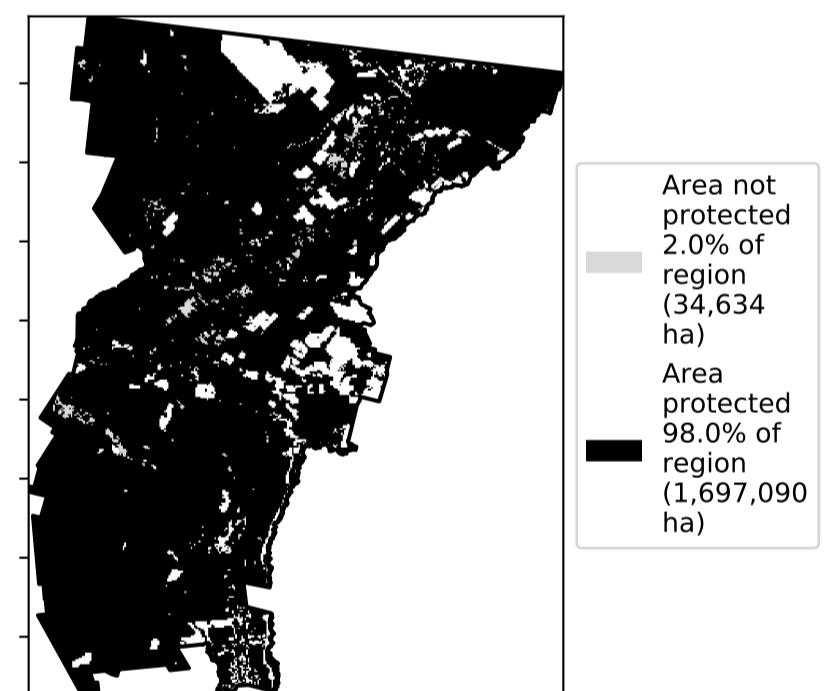 Area not
protected
2.0% of
region
(34,634
ha)
Area
protected
98.0% of
region
(1,697,090
ha)